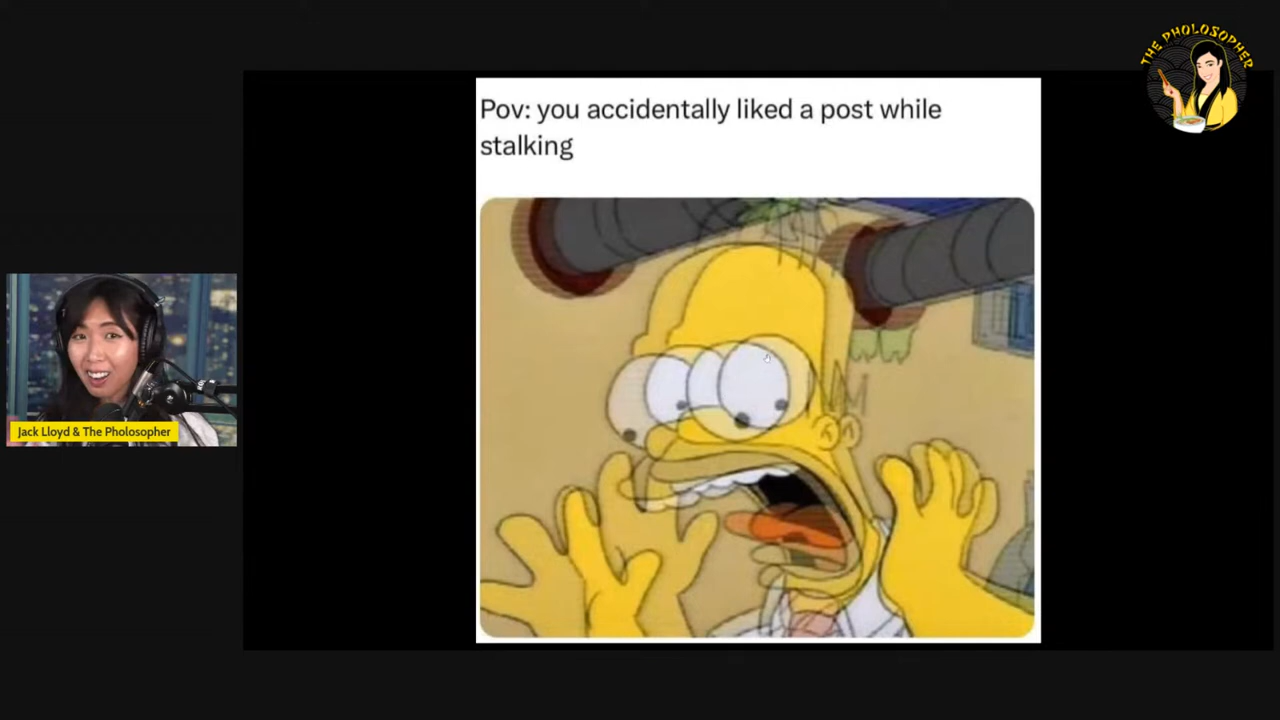 THE PHOLOSOPHER
Pov: you accidentally liked a post while
stalking
Jack Lloyd & The Pholosopher